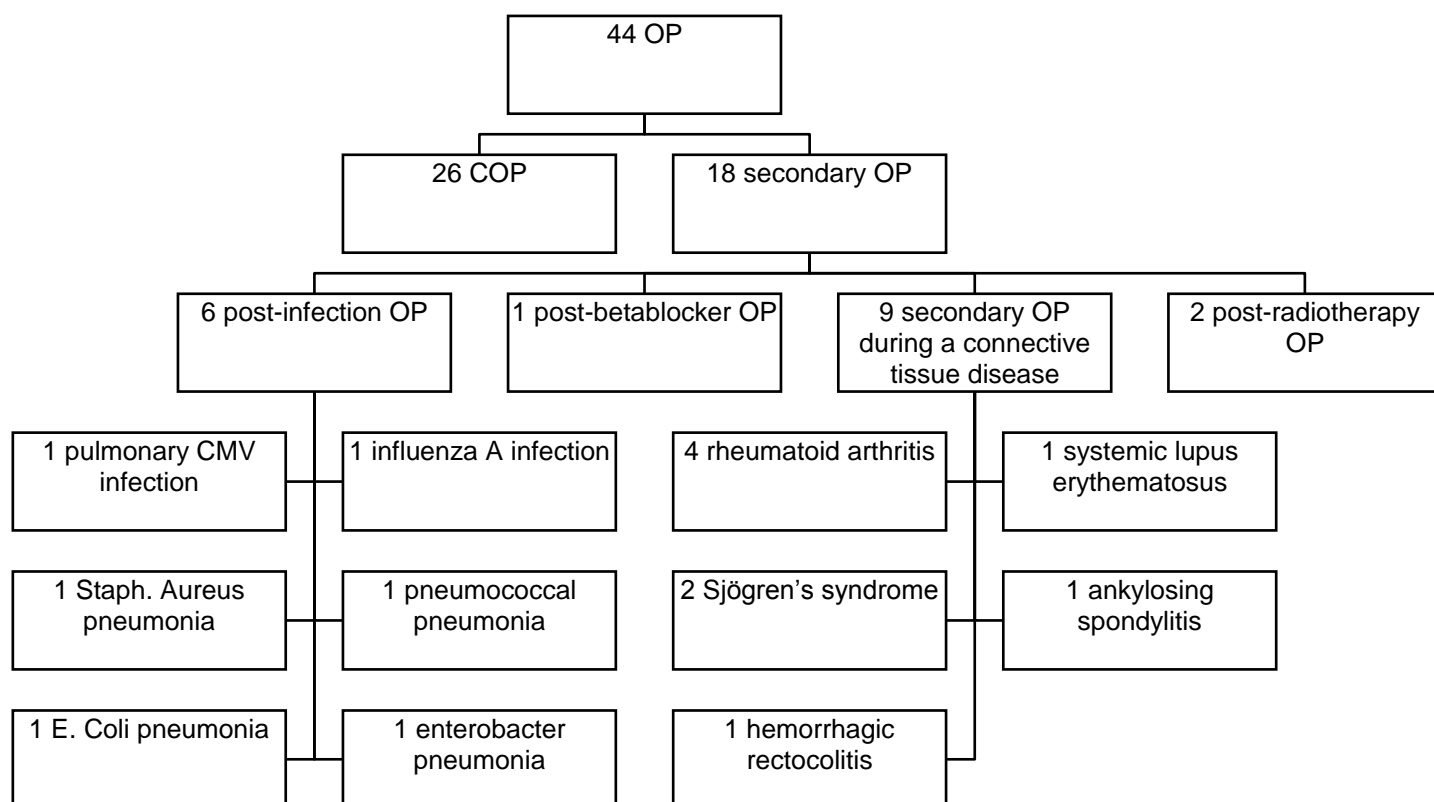 44 OP
26 COP
18 secondary OP
6 post-infection OP
1 post-betablocker OP
9 secondary OP
during a connective
tissue disease
2 post-radiotherapy
OP
1 pulmonary CMV
infection
1 influenza A infection
4 rheumatoid arthritis
1 systemic lupus
erythematosus
1 Staph. Aureus
pneumonia
1 pneumococcal
pneumonia
2 Sjögren’s syndrome
1 ankylosing
spondylitis
1 E. Coli pneumonia
1 enterobacter
pneumonia
1 hemorrhagic
rectocolitis